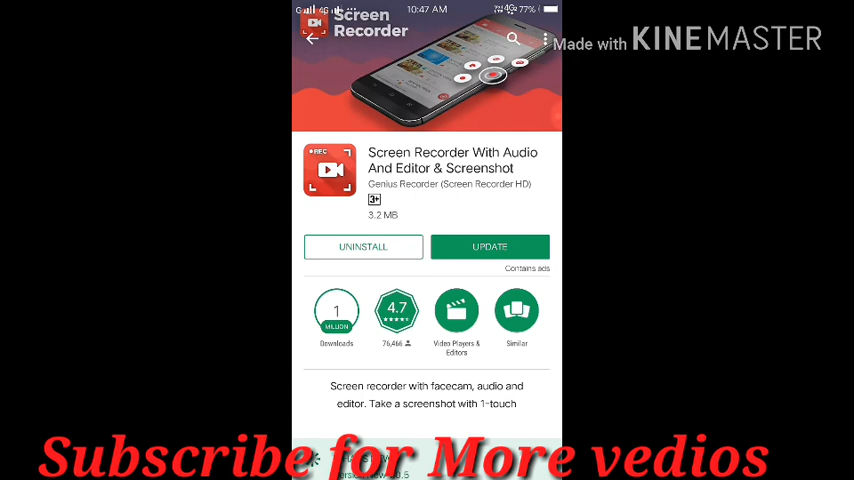 10:47 AM
4G
77%
Screen
Recorder
Made with KINEMASTER
REC
Screen Recorder With Audio
And Editor & Screenshot
Genius Recorder (Screen Recorder HD)
3+
3.2 MB
UNINSTALL
UPDATE
Contains ads
1
MILLION
Downloads
4.7
76,466
Video Players &
Editors
Similar
Screen recorder with facecam, audio and
editor. Take a screenshot with 1-touch
Subscribe for More vedios